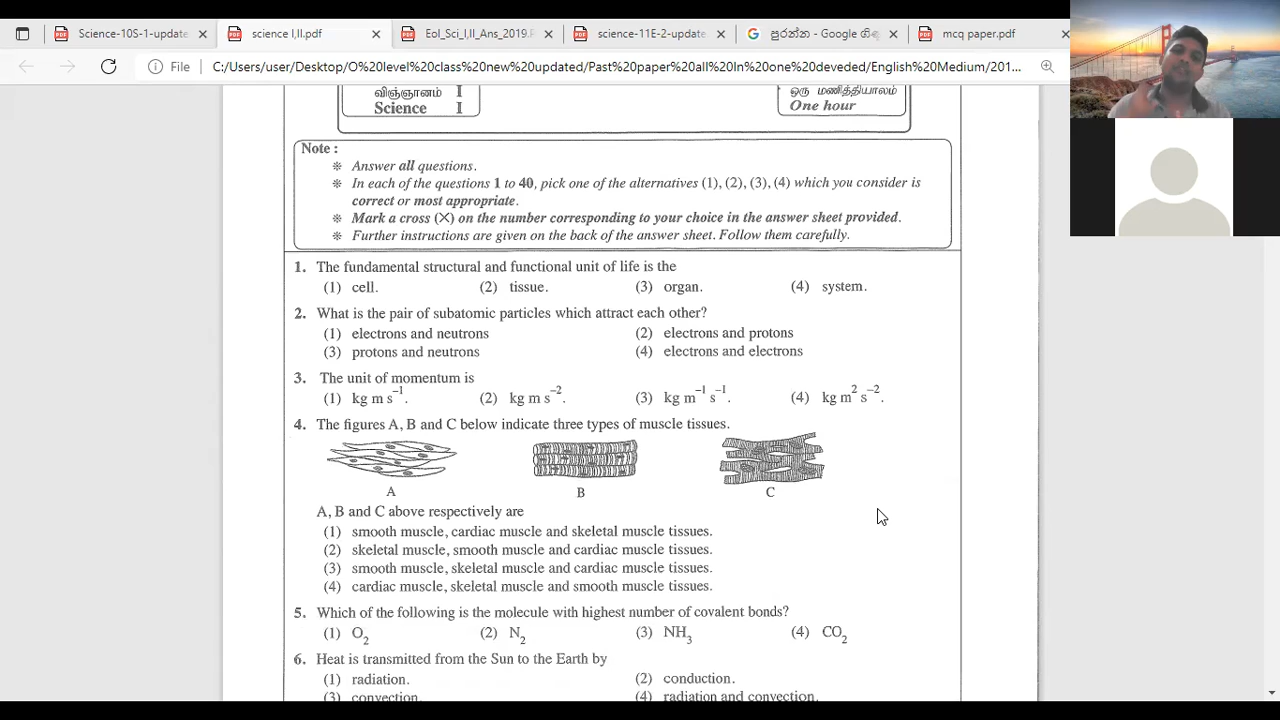 Science-10S-1-update
science I,II.pdf
Eol_Sci_I,II_Ans_2019.
science-11E-2-update
පුරන්න - Google
mcq paper.pdf
File
C:/Users/user/Desktop/O%20level%20class%20new%20updated/Past%20paper%20all%20In%20one%20deveded/English%20Medium/201...
விஞ்ஞானம் I
Science I
ஒரு மணித்தியாலம்
One hour
Note :
Answer all questions.
In each of the questions 1 to 40, pick one of the alternatives (1), (2), (3), (4) which you consider is
correct or most appropriate.
Mark a cross (X) on the number corresponding to your choice in the answer sheet provided.
Further instructions are given on the back of the answer sheet. Follow them carefully.
1. The fundamental structural and functional unit of life is the
(1) cell. (2) tissue. (3) organ. (4) system.
2. What is the pair of subatomic particles which attract each other?
(1) electrons and neutrons (2) electrons and protons
(3) protons and neutrons (4) electrons and electrons
3. The unit of momentum is
(1) kg m s⁻¹. (2) kg m s⁻². (3) kg m⁻¹ s⁻¹. (4) kg m² s⁻².
4. The figures A, B and C below indicate three types of muscle tissues.
A B C
A, B and C above respectively are
(1) smooth muscle, cardiac muscle and skeletal muscle tissues.
(2) skeletal muscle, smooth muscle and cardiac muscle tissues.
(3) smooth muscle, skeletal muscle and cardiac muscle tissues.
(4) cardiac muscle, skeletal muscle and smooth muscle tissues.
5. Which of the following is the molecule with highest number of covalent bonds?
(1) O₂ (2) N₂ (3) NH₃ (4) CO₂
6. Heat is transmitted from the Sun to the Earth by
(1) radiation. (2) conduction.
(3) convection. (4) radiation and convection.